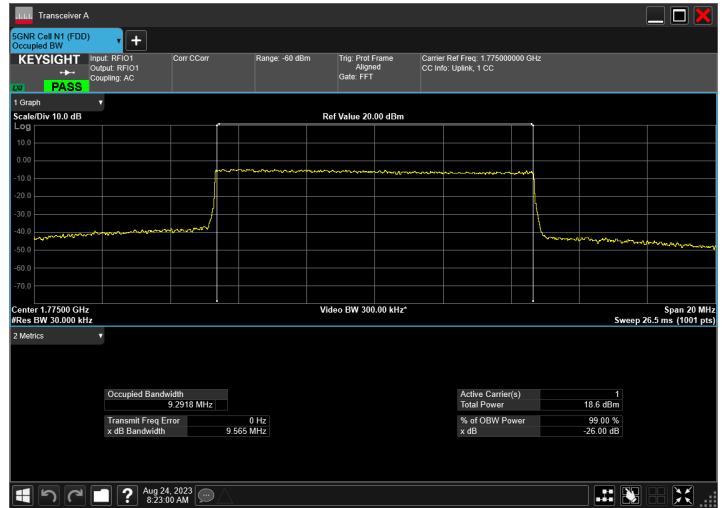 Transceiver A
5GNR Cell N1 (FDD)
Occupied BW
KEYSIGHT
Input: RFIO1
Output: RFIO1
Coupling: AC
Corr CCorr
Range: -60 dBm
Trig: Prot Frame
Aligned
Gate: FFT
Carrier Ref Freq: 1.775000000 GHz
CC Info: Uplink, 1 CC
LXI
PASS
1 Graph
Scale/Div 10.0 dB
Ref Value 20.00 dBm
Log
10.0
0.00
-10.0
-20.0
-30.0
-40.0
-50.0
-60.0
-70.0
Center 1.77500 GHz
Video BW 300.00 kHz*
Span 20 MHz
#Res BW 30.000 kHz
Sweep 26.5 ms (1001 pts)
2 Metrics
Occupied Bandwidth
9.2918 MHz
Transmit Freq Error 0 Hz
x dB Bandwidth 9.565 MHz
Active Carrier(s) 1
Total Power 18.6 dBm
% of OBW Power 99.00 %
x dB -26.00 dB
Aug 24, 2023
8:23:00 AM